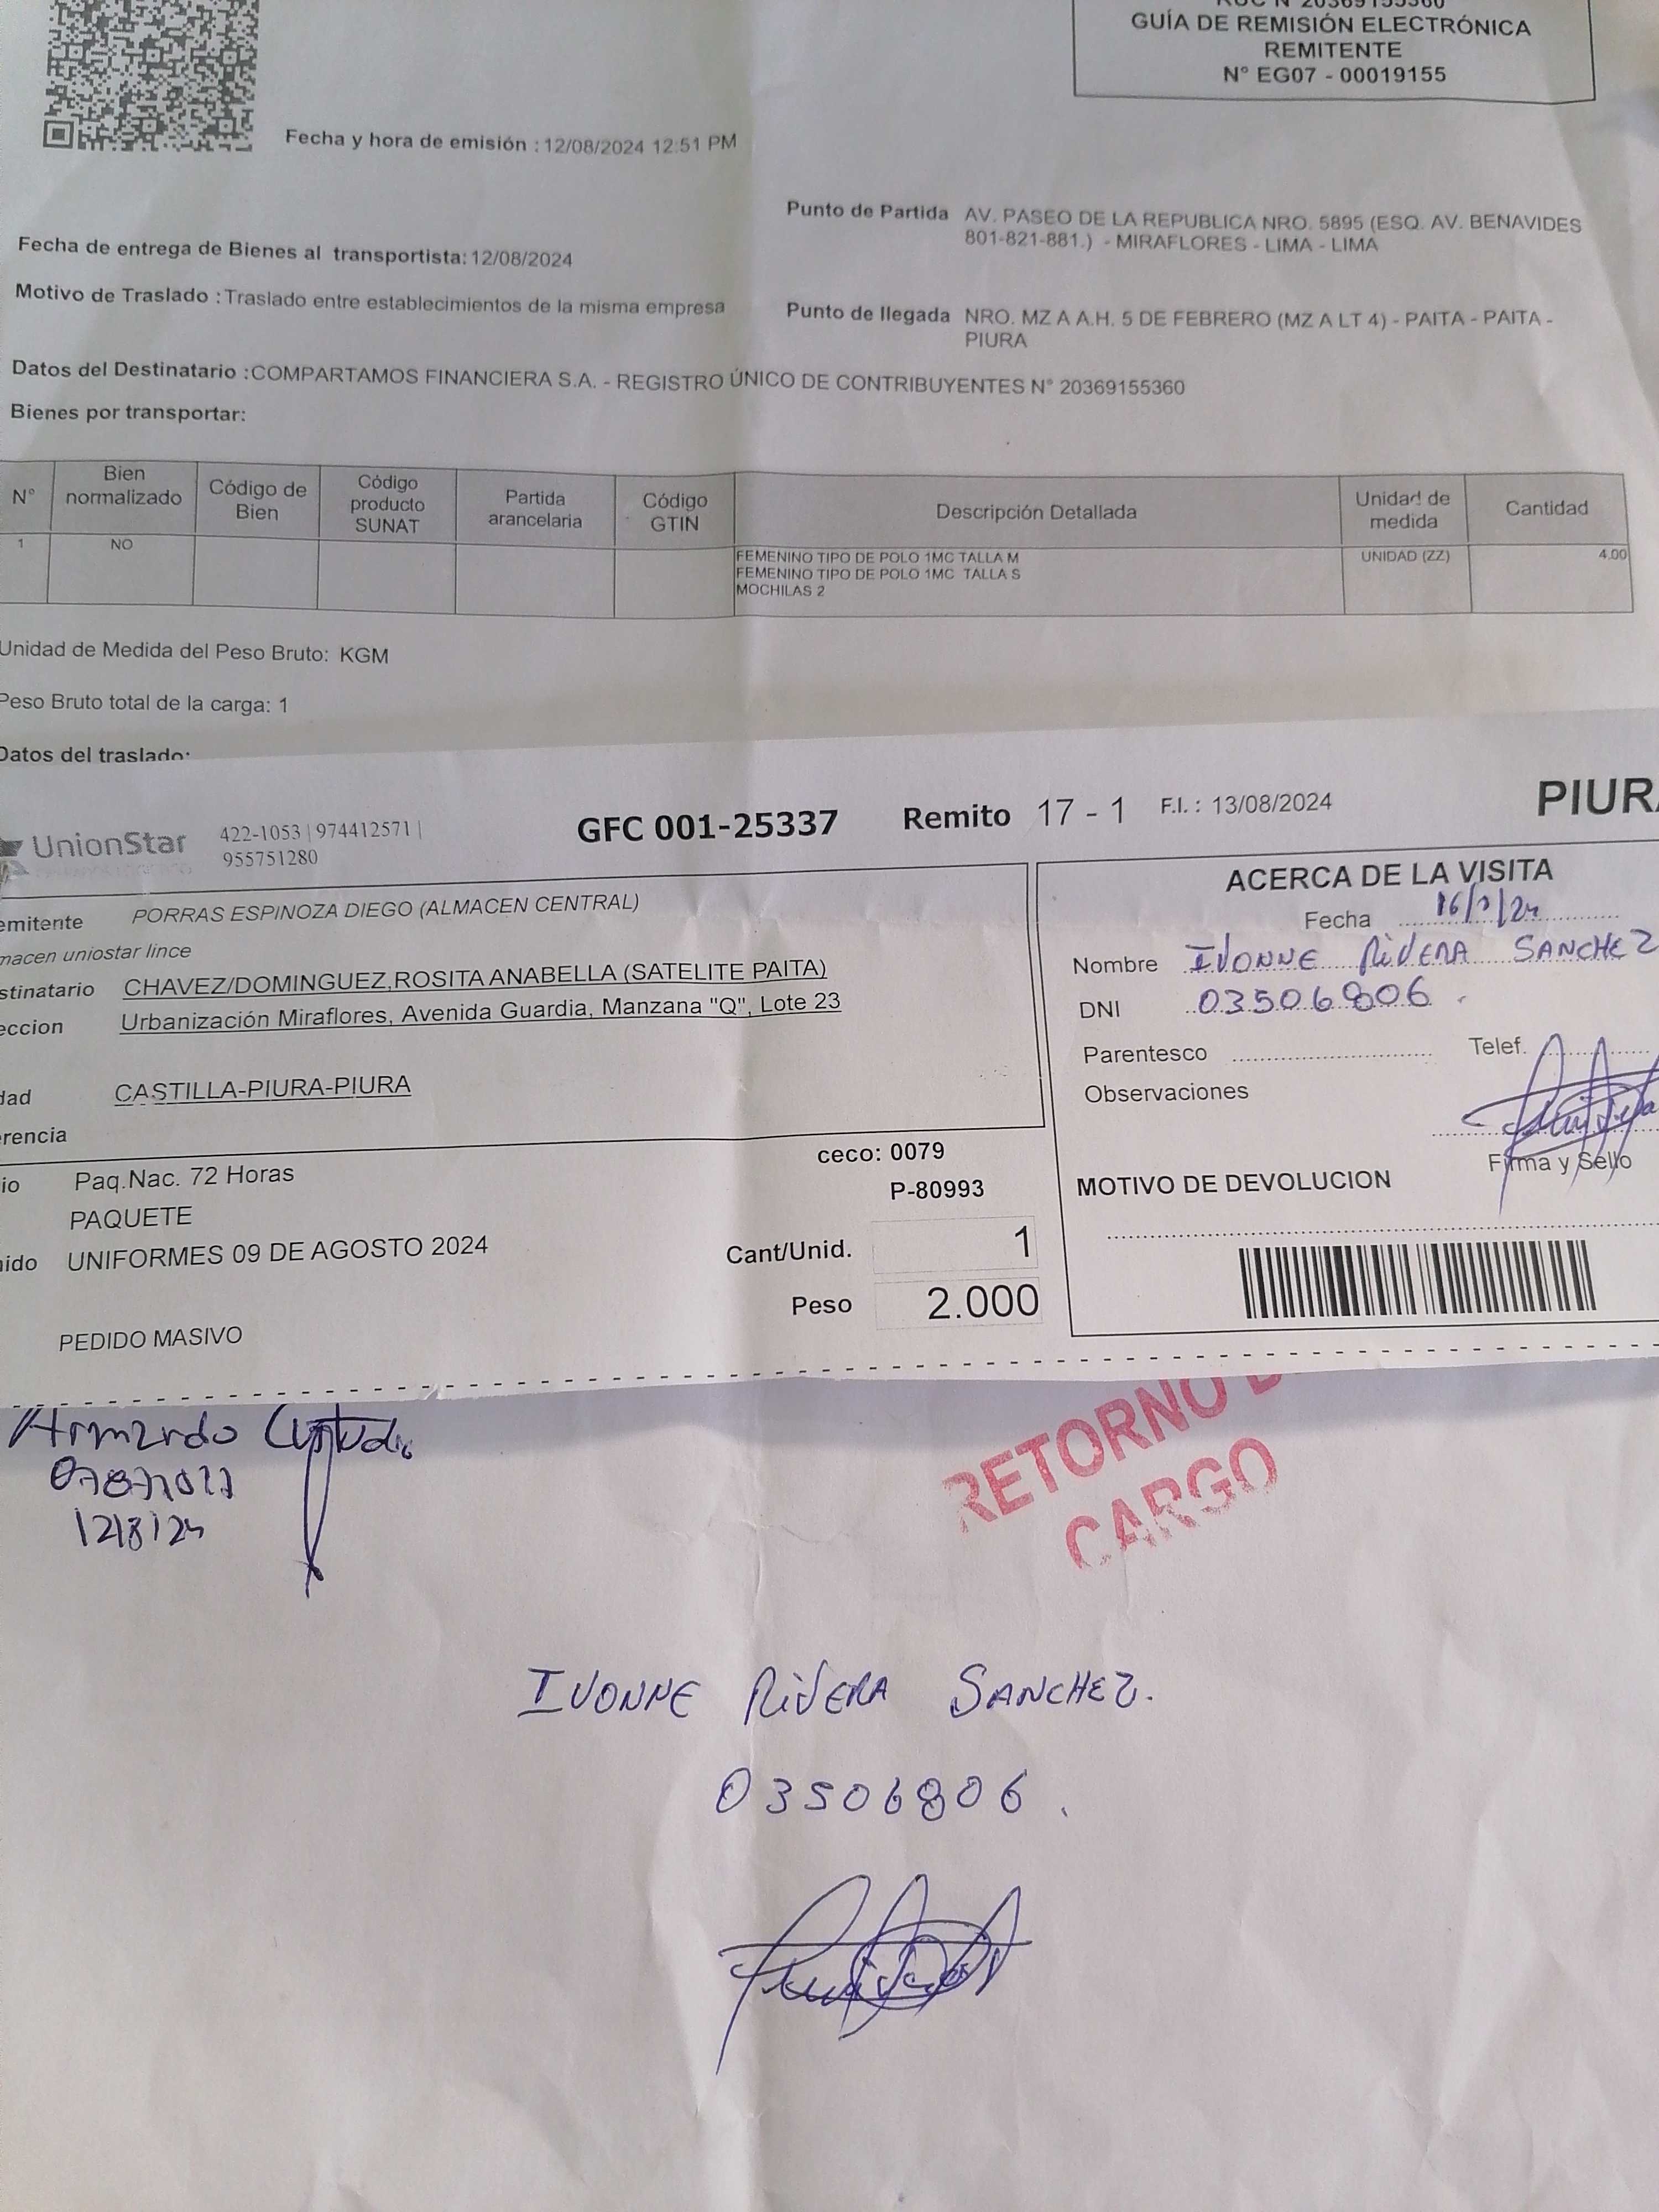 RUC N° 20369155360
GUÍA DE REMISIÓN ELECTRÓNICA
REMITENTE
N° EG07 - 00019155
Fecha y hora de emisión : 12/08/2024 12:51 PM
Punto de Partida AV. PASEO DE LA REPUBLICA NRO. 5895 (ESQ. AV. BENAVIDES
801-821-881.) - MIRAFLORES - LIMA - LIMA
Fecha de entrega de Bienes al transportista: 12/08/2024
Motivo de Traslado : Traslado entre establecimientos de la misma empresa
Punto de llegada NRO. MZ A A.H. 5 DE FEBRERO (MZ A LT 4) - PAITA - PAITA -
PIURA
Datos del Destinatario : COMPARTAMOS FINANCIERA S.A. - REGISTRO ÚNICO DE CONTRIBUYENTES N° 20369155360
Bienes por transportar:
N° Bien normalizado Código de Bien Código producto SUNAT Partida arancelaria Código GTIN Descripción Detallada Unidad de medida Cantidad
1 NO FEMENINO TIPO DE POLO 1MC TALLA M UNIDAD (ZZ) 4.00
FEMENINO TIPO DE POLO 1MC TALLA S
MOCHILAS 2
Unidad de Medida del Peso Bruto: KGM
Peso Bruto total de la carga: 1
Datos del traslado:
UnionStar 422-1053 | 974412571 |
955751280
GFC 001-25337 Remito 17 - 1 F.I. : 13/08/2024 PIURA
emitente PORRAS ESPINOZA DIEGO (ALMACEN CENTRAL)
macen uniostar lince
stinatario CHAVEZ/DOMINGUEZ,ROSITA ANABELLA (SATELITE PAITA)
eccion Urbanización Miraflores, Avenida Guardia, Manzana "Q", Lote 23
dad CASTILLA-PIURA-PIURA
erencia
io Paq.Nac. 72 Horas
PAQUETE
nido UNIFORMES 09 DE AGOSTO 2024
PEDIDO MASIVO
ceco: 0079
P-80993
Cant/Unid. 1
Peso 2.000
ACERCA DE LA VISITA
Fecha
Nombre IVONNE RIVERA SANCHEZ
DNI 03506806
Parentesco Telef.
Observaciones
Firma y Sello
MOTIVO DE DEVOLUCION
Armando
12/8/24
RETORNO
CARGO
IVONNE RIVERA SANCHEZ.
03506806.